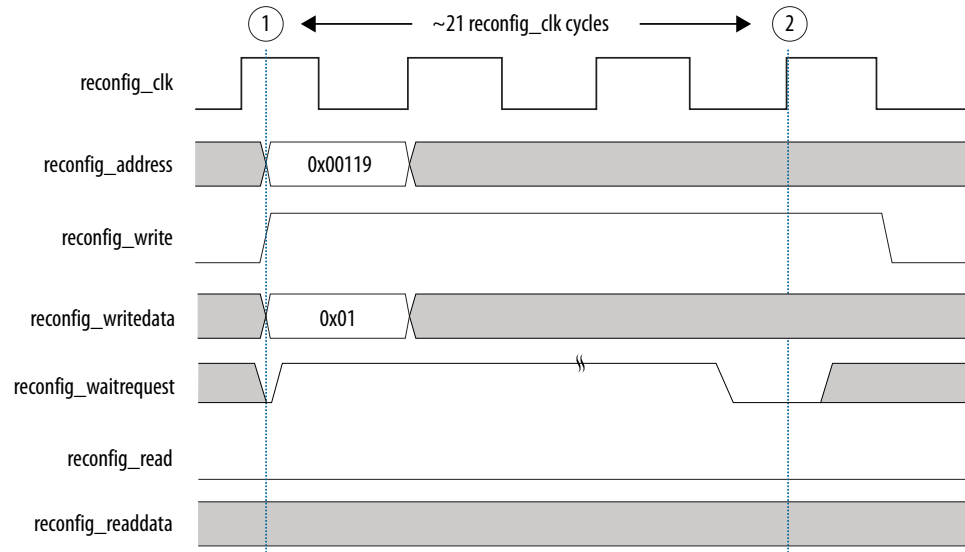 1 ~21 reconfig_clk cycles 2
reconfig_clk
reconfig_address 0x00119
reconfig_write
reconfig_writedata 0x01
reconfig_waitrequest
reconfig_read
reconfig_readdata